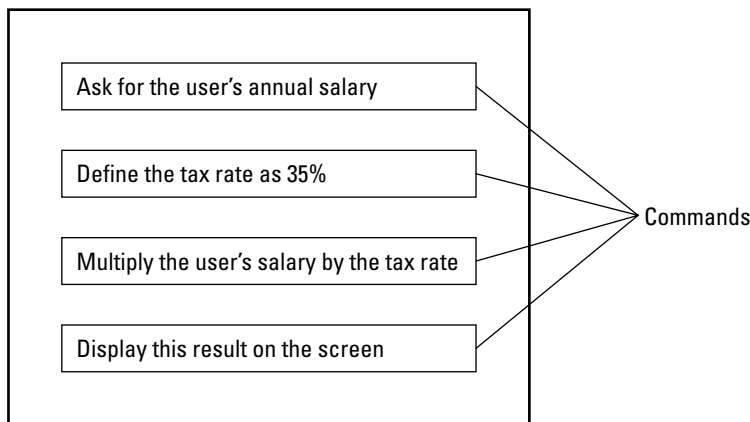 Ask for the user’s annual salary
Define the tax rate as 35%
Multiply the user’s salary by the tax rate
Display this result on the screen
Commands